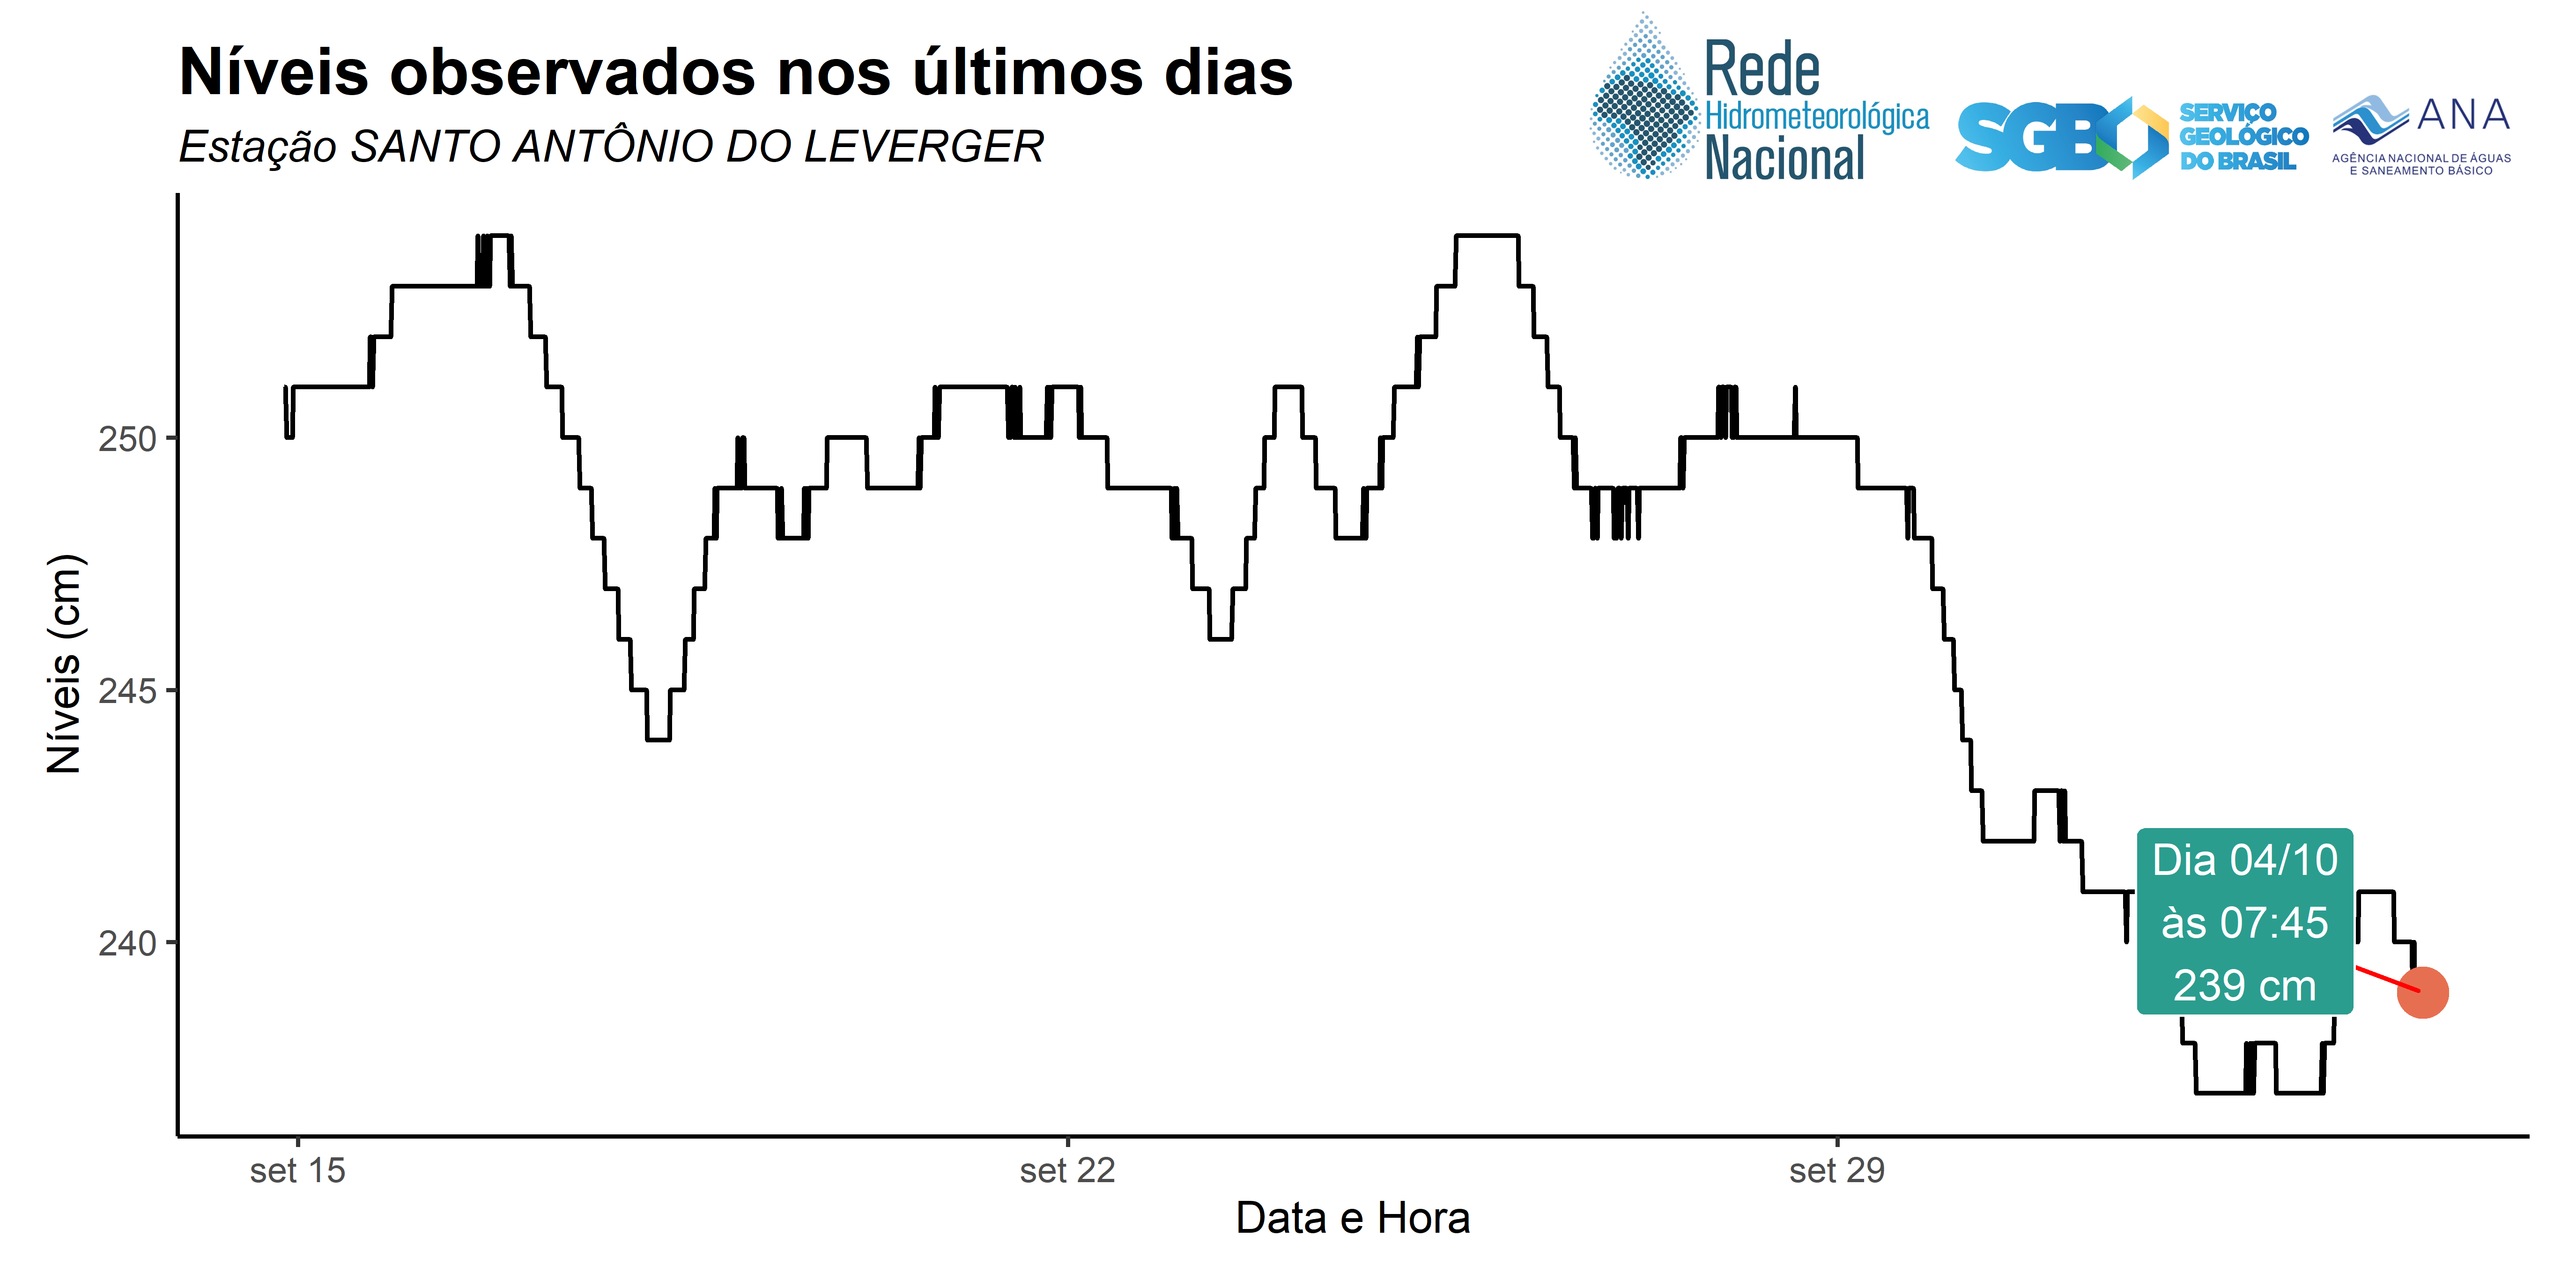 Níveis observados nos últimos dias
Estação SANTO ANTÔNIO DO LEVERGER
Rede
Hidrometeorológica
Nacional
SGB
SERVIÇO
GEOLÓGICO
DO BRASIL
ANA
AGÊNCIA NACIONAL DE ÁGUAS
E SANEAMENTO BÁSICO
Níveis (cm)
250
245
240
Dia 04/10
às 07:45
239 cm
set 15
set 22
set 29
Data e Hora